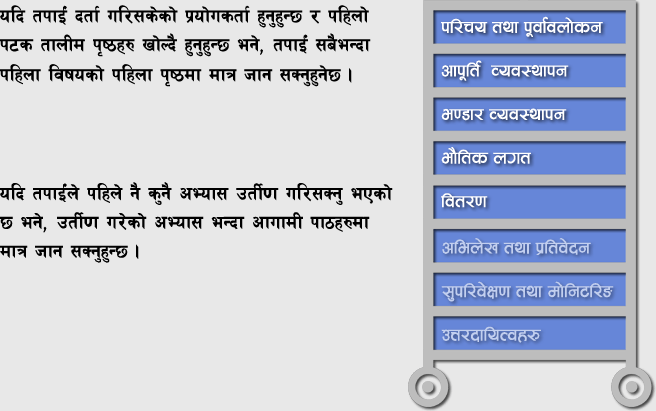 यदि तपाईं दर्ता गरिसकेको प्रयोगकर्ता हुनुहुन्छ र पहिलो
पटक तालीम पृष्ठहरु खोल्दै हुनुहुन्छ भने, तपाईं सबैभन्दा
पहिला विषयको पहिला पृष्ठमा मात्र जान सक्नुहुनेछ ।
यदि तपाईंले पहिले नै कुनै अभ्यास उर्तीण गरिसक्नु भएको
छ भने, उर्तीण गरेको अभ्यास भन्दा आगामी पाठहरुमा
मात्र जान सक्नुहुन्छ ।
परिचय तथा पूर्वावलोकन
आपूर्ति व्यवस्थापन
भण्डार व्यवस्थापन
भौतिक लगत
वितरण
अभिलेख तथा प्रतिवेदन
सुपरिवेक्षण तथा मोनिटरिङ
उत्तरदायित्वहरु